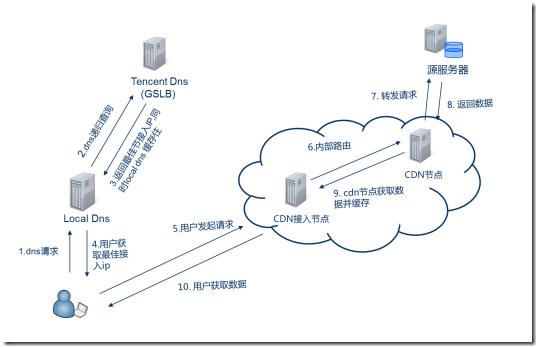 Tencent Dns
(GSLB)
源服务器
2.dns递归查询
3.返回最佳节接入IP,同
时local dns 缓存住
7. 转发请求
8. 返回数据
6.内部路由
CDN节点
9. cdn节点获取数
据并缓存
CDN接入节点
Local Dns
1.dns请求
4.用户获
取最佳接
入ip
5.用户发起请求
10. 用户获取数据